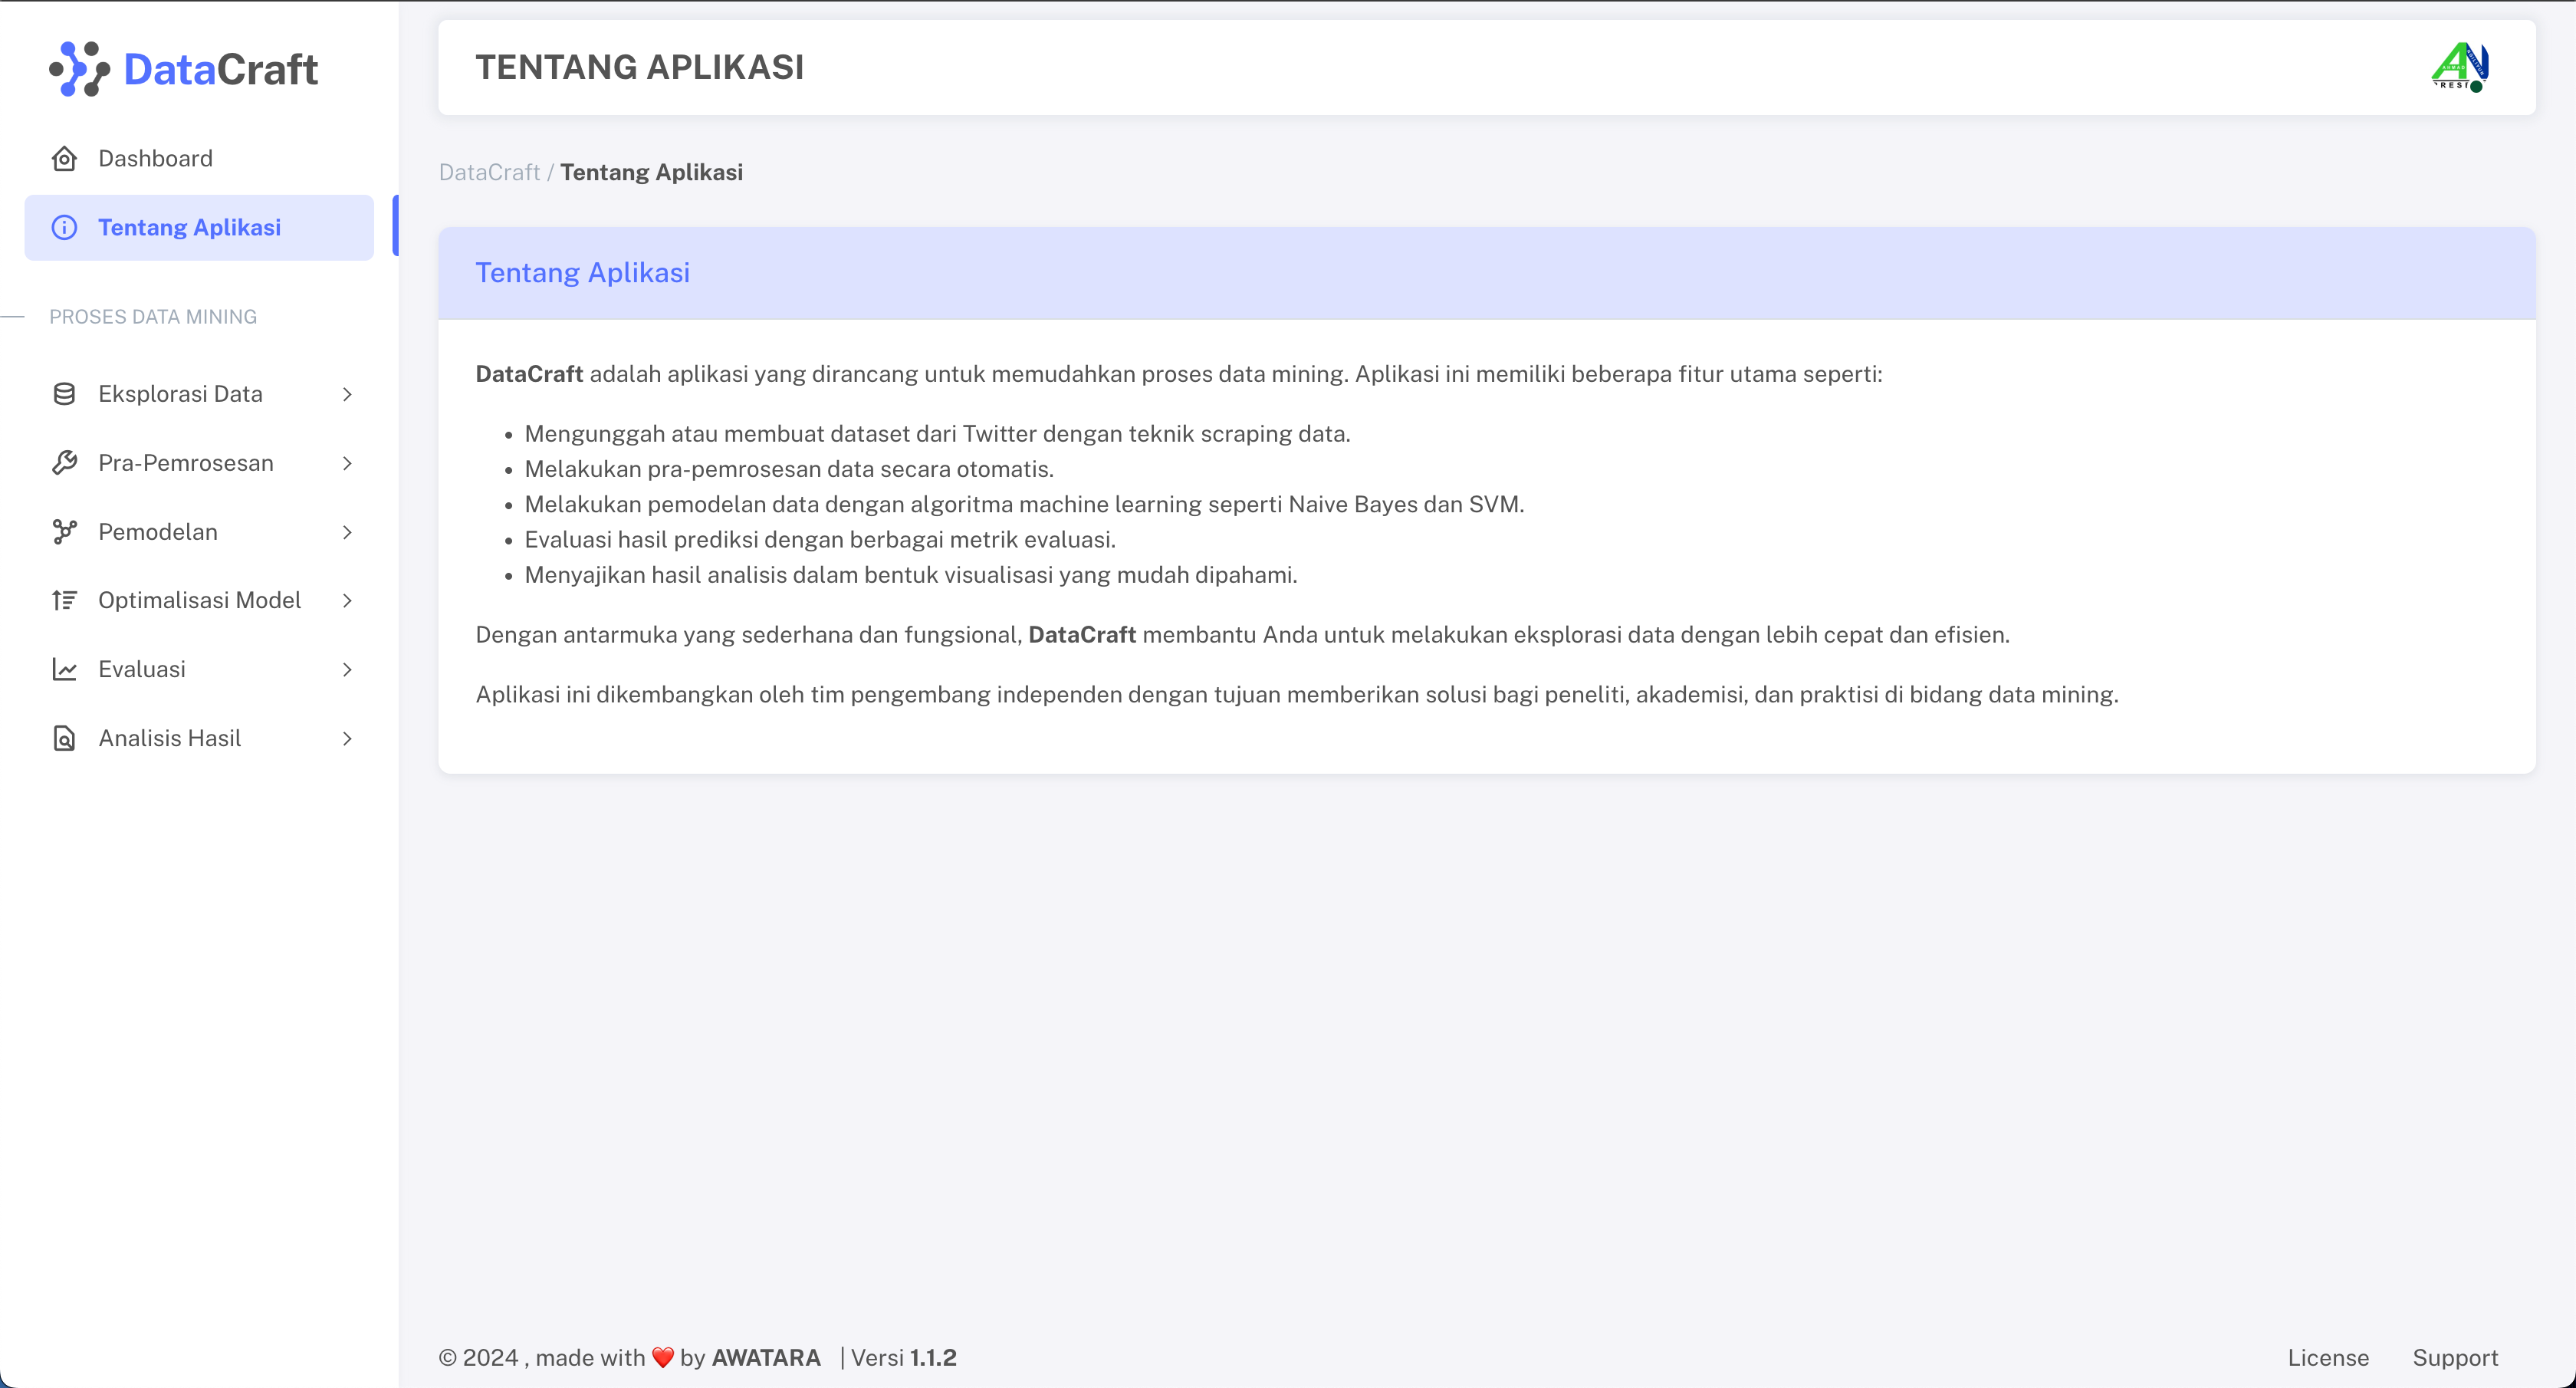 DataCraft
Dashboard
Tentang Aplikasi
PROSES DATA MINING
Eksplorasi Data
Pra-Pemrosesan
Pemodelan
Optimalisasi Model
Evaluasi
Analisis Hasil
TENTANG APLIKASI
DataCraft / Tentang Aplikasi
Tentang Aplikasi
DataCraft adalah aplikasi yang dirancang untuk memudahkan proses data mining. Aplikasi ini memiliki beberapa fitur utama seperti:
• Mengunggah atau membuat dataset dari Twitter dengan teknik scraping data.
• Melakukan pra-pemrosesan data secara otomatis.
• Melakukan pemodelan data dengan algoritma machine learning seperti Naive Bayes dan SVM.
• Evaluasi hasil prediksi dengan berbagai metrik evaluasi.
• Menyajikan hasil analisis dalam bentuk visualisasi yang mudah dipahami.
Dengan antarmuka yang sederhana dan fungsional, DataCraft membantu Anda untuk melakukan eksplorasi data dengan lebih cepat dan efisien.
Aplikasi ini dikembangkan oleh tim pengembang independen dengan tujuan memberikan solusi bagi peneliti, akademisi, dan praktisi di bidang data mining.
© 2024 , made with ❤️ by AWATARA | Versi 1.1.2
License Support